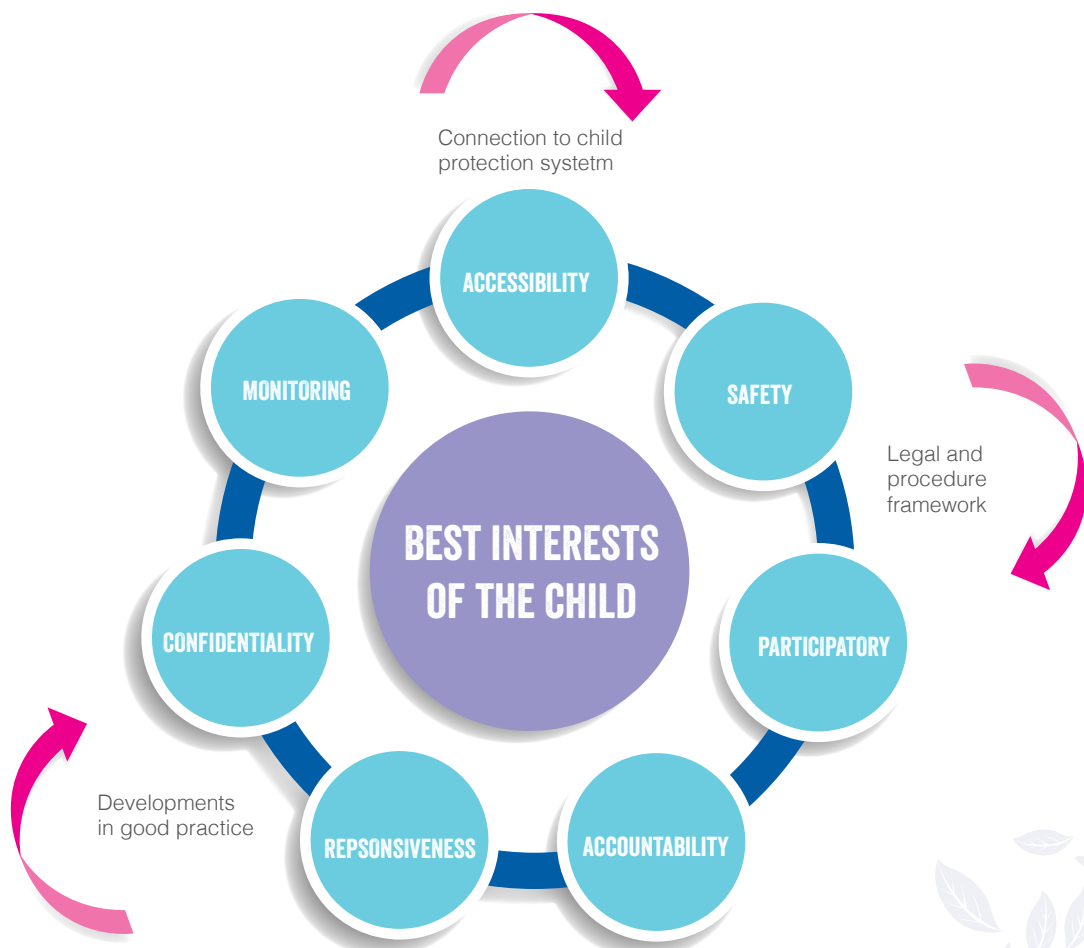 Connection to child
protection systetm
ACCESSIBILITY
SAFETY
Legal and
procedure
framework
PARTICIPATORY
ACCOUNTABILITY
REPSONSIVENESS
Developments
in good practice
CONFIDENTIALITY
MONITORING
BEST INTERESTS
OF THE CHILD